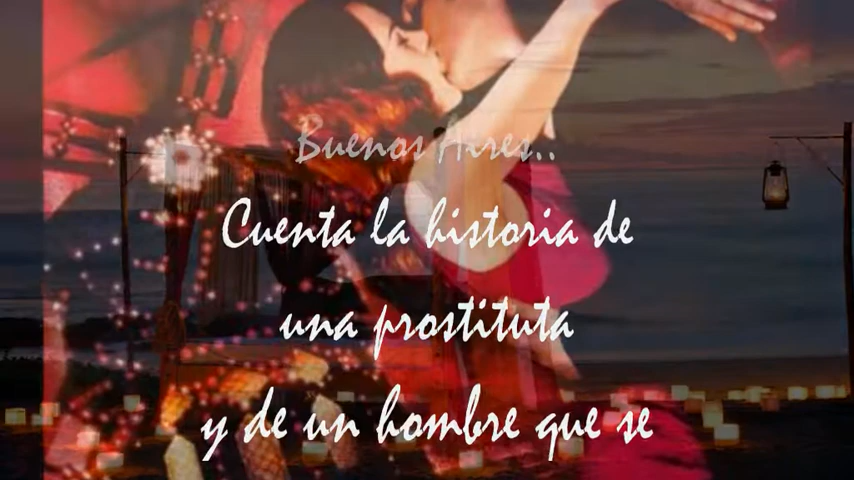 Buenos Aires..
Cuenta la historia de
una prostituta
y de un hombre que se